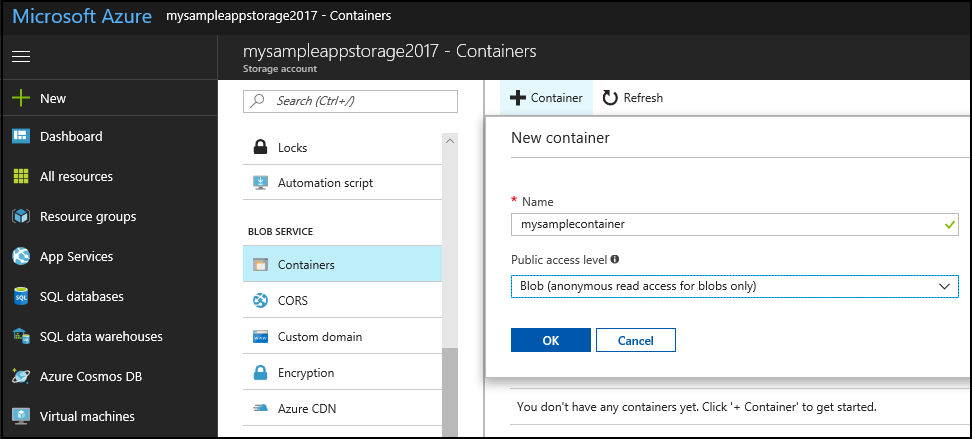 Microsoft Azure mysampleappstorage2017 - Containers
mysampleappstorage2017 - Containers
Storage account
New
Dashboard
All resources
Resource groups
App Services
SQL databases
SQL data warehouses
Azure Cosmos DB
Virtual machines
Search (Ctrl+/)
Locks
Automation script
BLOB SERVICE
Containers
CORS
Custom domain
Encryption
Azure CDN
Container Refresh
New container
* Name
mysamplecontainer
Public access level
Blob (anonymous read access for blobs only)
OK Cancel
You don't have any containers yet. Click '+ Container' to get started.